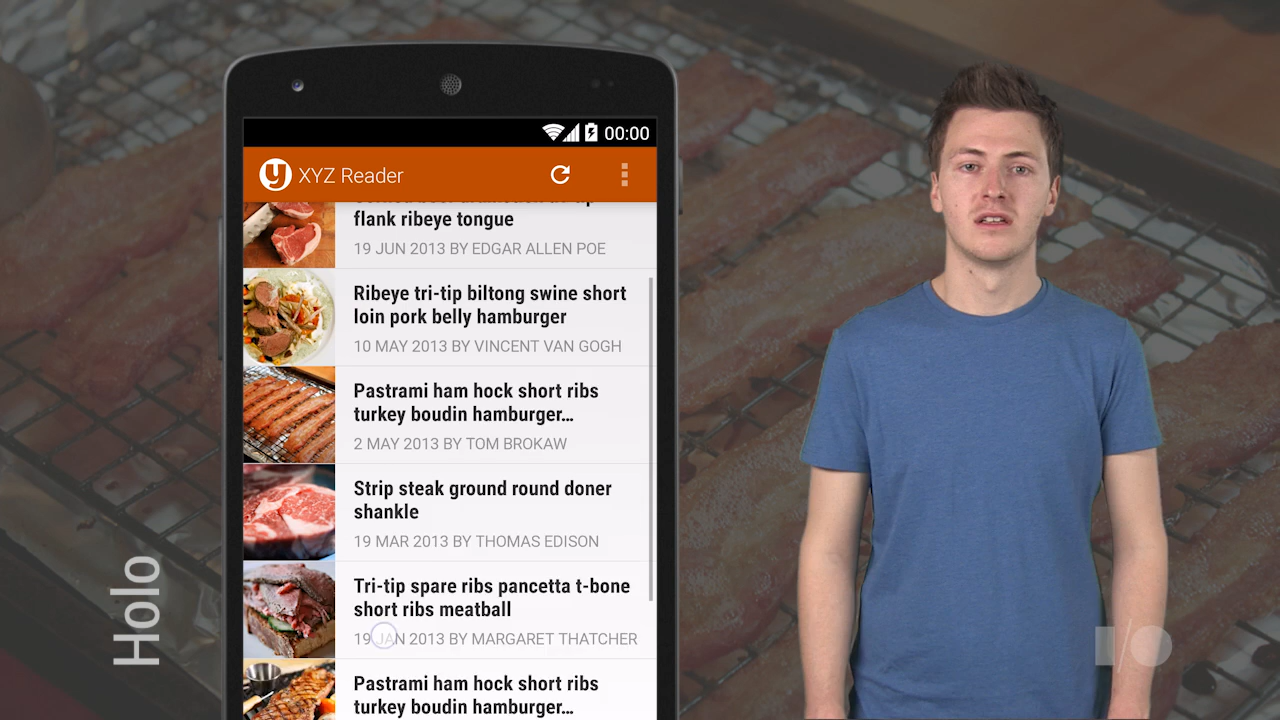 00:00
XYZ Reader
flank ribeye tongue
19 JUN 2013 BY EDGAR ALLEN POE
Ribeye tri-tip biltong swine short
loin pork belly hamburger
10 MAY 2013 BY VINCENT VAN GOGH
Pastrami ham hock short ribs
turkey boudin hamburger...
2 MAY 2013 BY TOM BROKAW
Strip steak ground round doner
shankle
19 MAR 2013 BY THOMAS EDISON
Tri-tip spare ribs pancetta t-bone
short ribs meatball
19 JAN 2013 BY MARGARET THATCHER
Pastrami ham hock short ribs
turkey boudin hamburger...
Holo
I/O